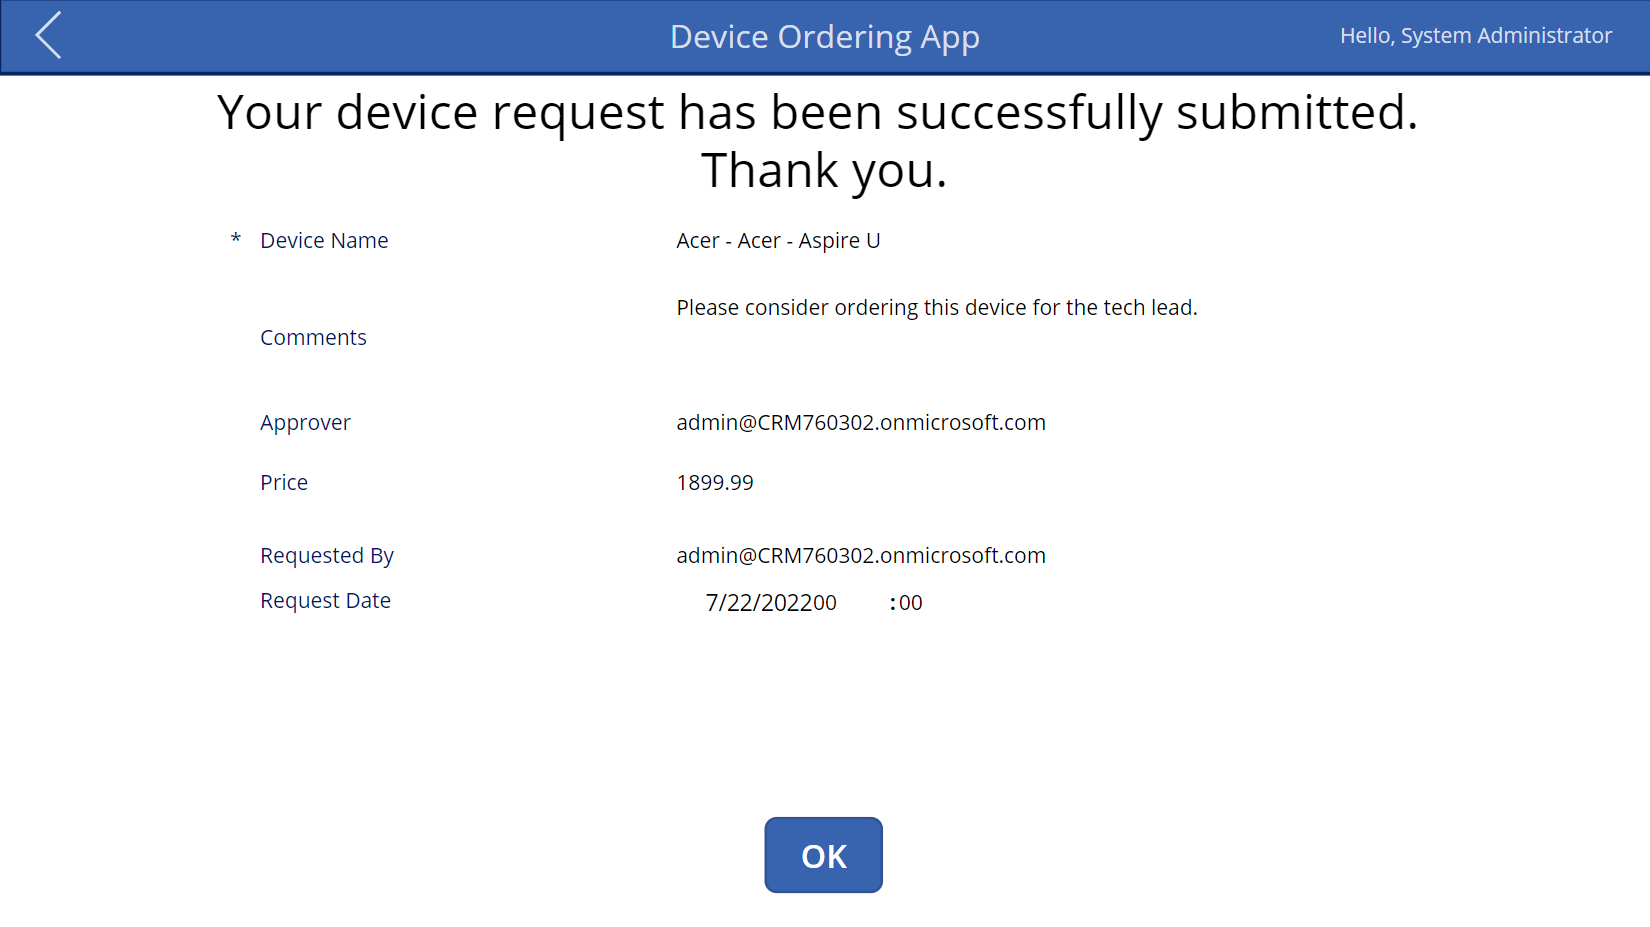 Device Ordering App
Hello, System Administrator
Your device request has been successfully submitted.
Thank you.
* Device Name Acer - Acer - Aspire U
Please consider ordering this device for the tech lead.
Comments
Approver admin@CRM760302.onmicrosoft.com
Price 1899.99
Requested By admin@CRM760302.onmicrosoft.com
Request Date 7/22/202200 :00
OK